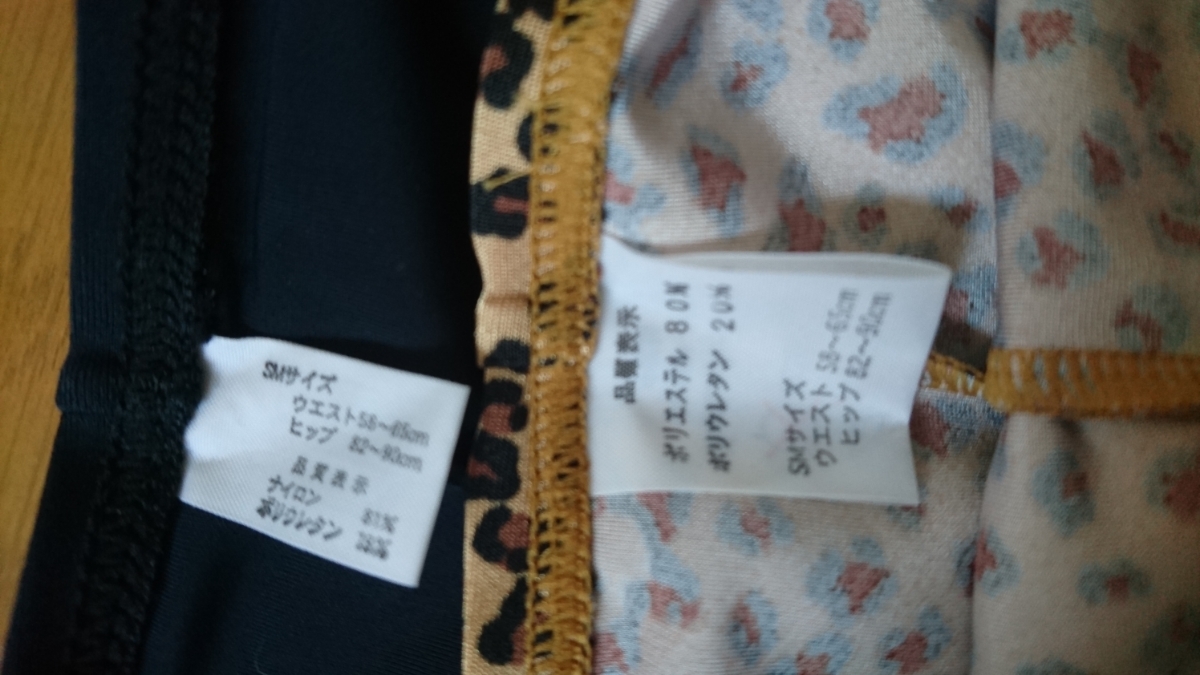 SMサイズ
ウエスト58~65cm
ヒップ 82~90cm
品質表示
ナイロン
ポリウレタン
品質表示
ポリエステル 80%
ポリウレタン 20%
SMサイズ
ウエスト 58~65cm
ヒップ 82~90cm